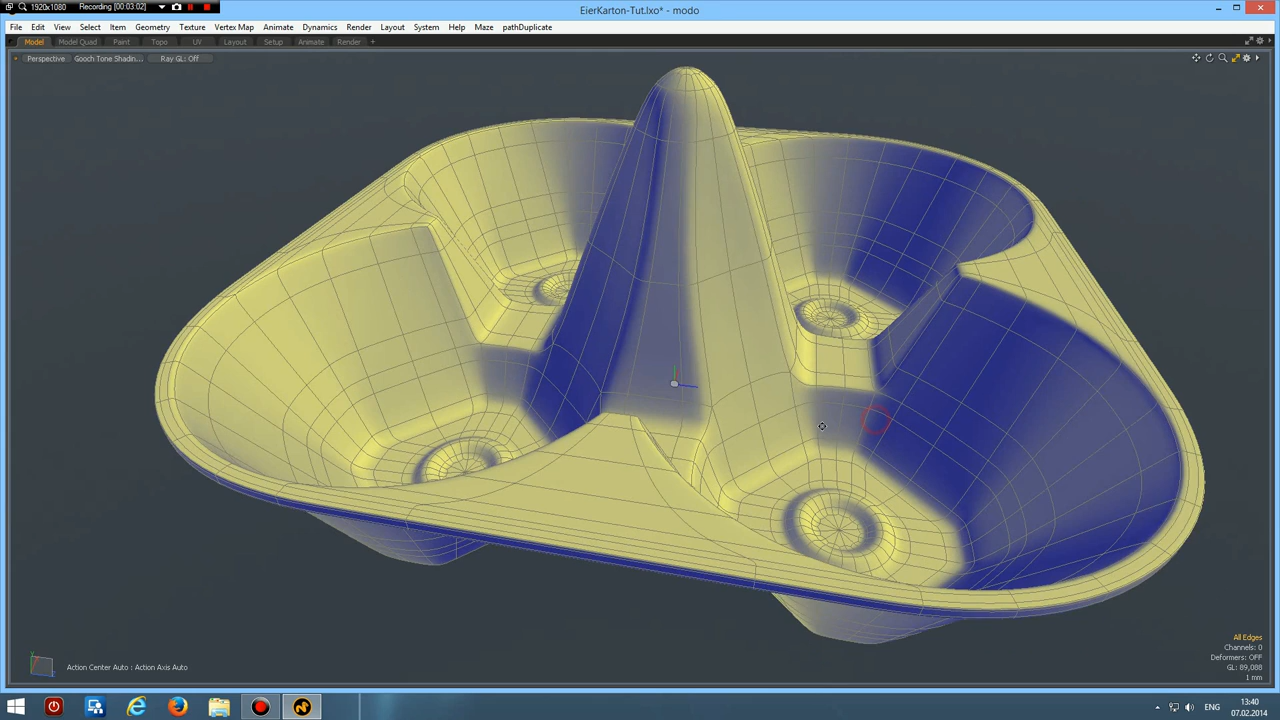 1920x1080 Recording [00:03:02]
EierKarton-Tut.lxo* - modo
File Edit View Select Item Geometry Texture Vertex Map Animate Dynamics Render Layout System Help Maze pathDuplicate
Model Model Quad Paint Topo UV Layout Setup Animate Render +
Perspective Gooch Tone Shadin... Ray GL: Off
All Edges
Channels: 0
Deformers: OFF
GL: 89,088
1 mm
Action Center Auto : Action Axis Auto
ENG
13:40
07.02.2014